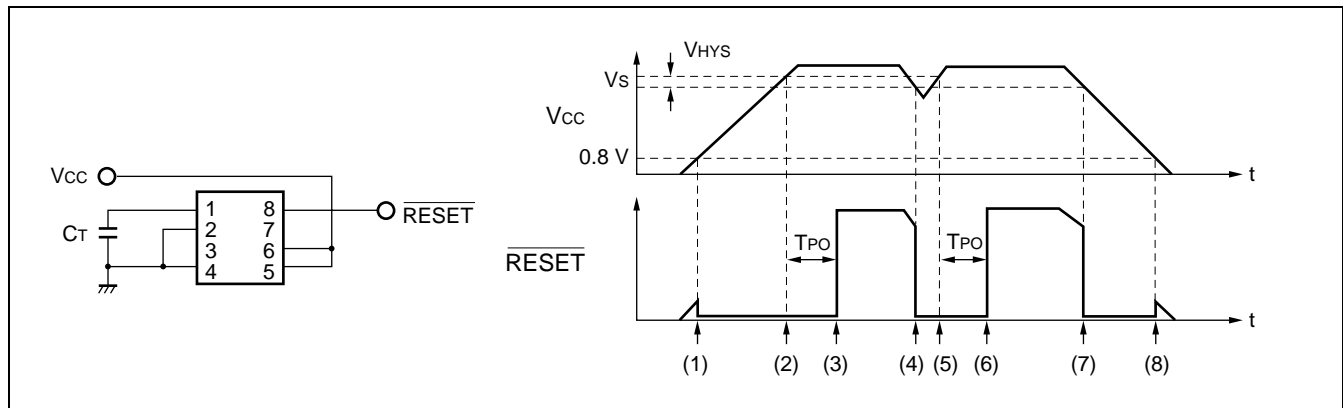 VCC
CT
1 8
2 7
3 6
4 5
RESET
VHYS
VS
VCC
0.8 V
t
RESET
TPO TPO
t
(1) (2) (3) (4) (5) (6) (7) (8)